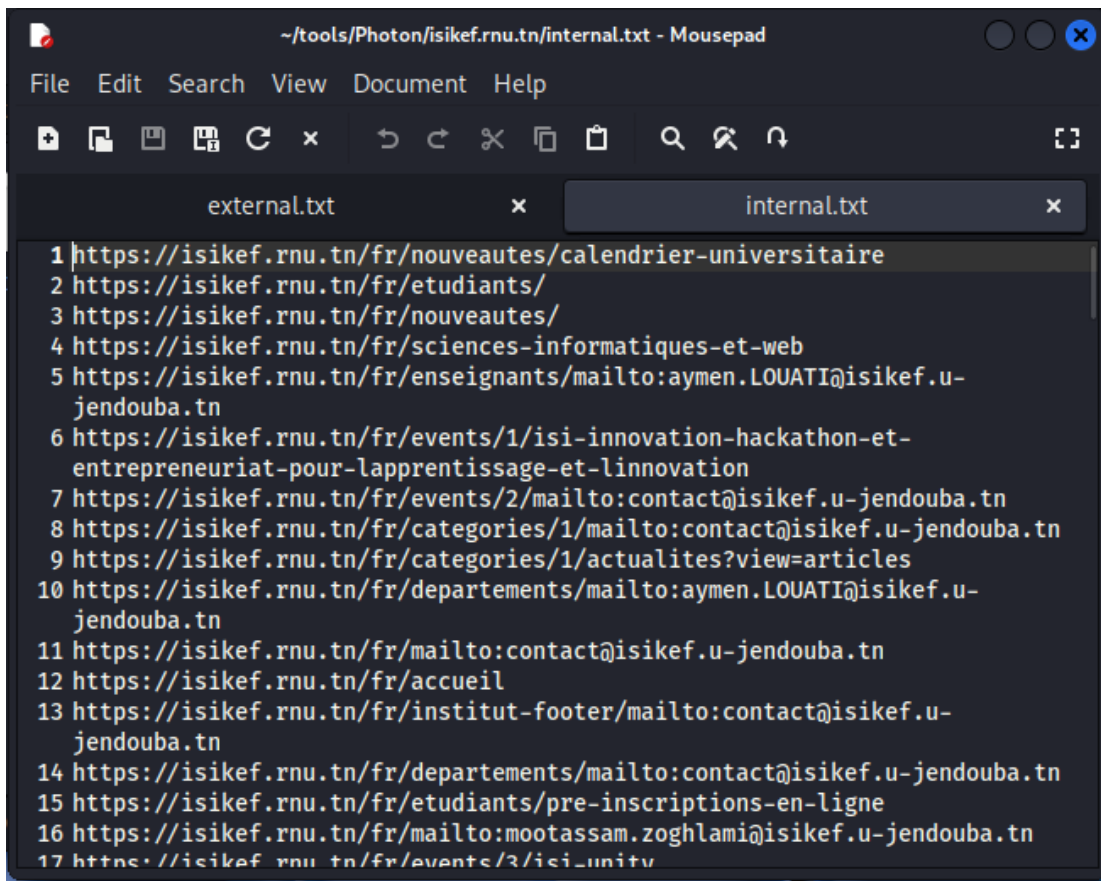 ~/tools/Photon/isikef.rnu.tn/internal.txt - Mousepad
File Edit Search View Document Help
external.txt
internal.txt
1 https://isikef.rnu.tn/fr/nouveautes/calendrier-universitaire
2 https://isikef.rnu.tn/fr/etudiants/
3 https://isikef.rnu.tn/fr/nouveautes/
4 https://isikef.rnu.tn/fr/sciences-informatiques-et-web
5 https://isikef.rnu.tn/fr/enseignants/mailto:aymen.LOUATI@isikef.u-
jendouba.tn
6 https://isikef.rnu.tn/fr/events/1/isi-innovation-hackathon-et-
entrepreneuriat-pour-lapprentissage-et-linnovation
7 https://isikef.rnu.tn/fr/events/2/mailto:contact@isikef.u-jendouba.tn
8 https://isikef.rnu.tn/fr/categories/1/mailto:contact@isikef.u-jendouba.tn
9 https://isikef.rnu.tn/fr/categories/1/actualites?view=articles
10 https://isikef.rnu.tn/fr/departements/mailto:aymen.LOUATI@isikef.u-
jendouba.tn
11 https://isikef.rnu.tn/fr/mailto:contact@isikef.u-jendouba.tn
12 https://isikef.rnu.tn/fr/accueil
13 https://isikef.rnu.tn/fr/institut-footer/mailto:contact@isikef.u-
jendouba.tn
14 https://isikef.rnu.tn/fr/departements/mailto:contact@isikef.u-jendouba.tn
15 https://isikef.rnu.tn/fr/etudiants/pre-inscriptions-en-ligne
16 https://isikef.rnu.tn/fr/mailto:mootassam.zoghlami@isikef.u-jendouba.tn
17 https://isikef.rnu.tn/fr/events/3/isi-unity